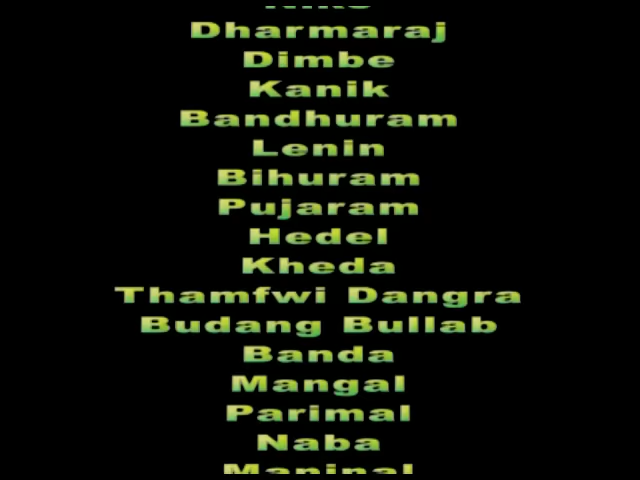 Dharmaraj
Dimbe
Kanik
Bandhuram
Lenin
Bihuram
Pujaram
Hedel
Kheda
Thamfwi Dangra
Budang Bullab
Banda
Mangal
Parimal
Naba